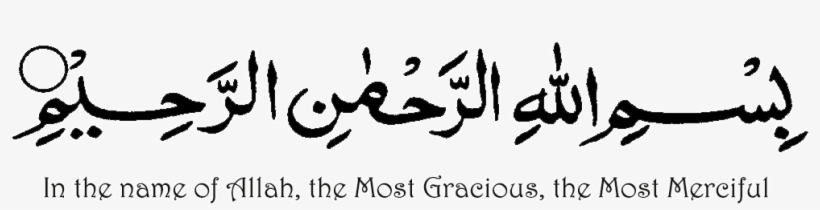 بِسْمِ اللهِ الرَّحْمٰنِ الرَّحِيْمِ
In the name of Allah, the Most Gracious, the Most Merciful